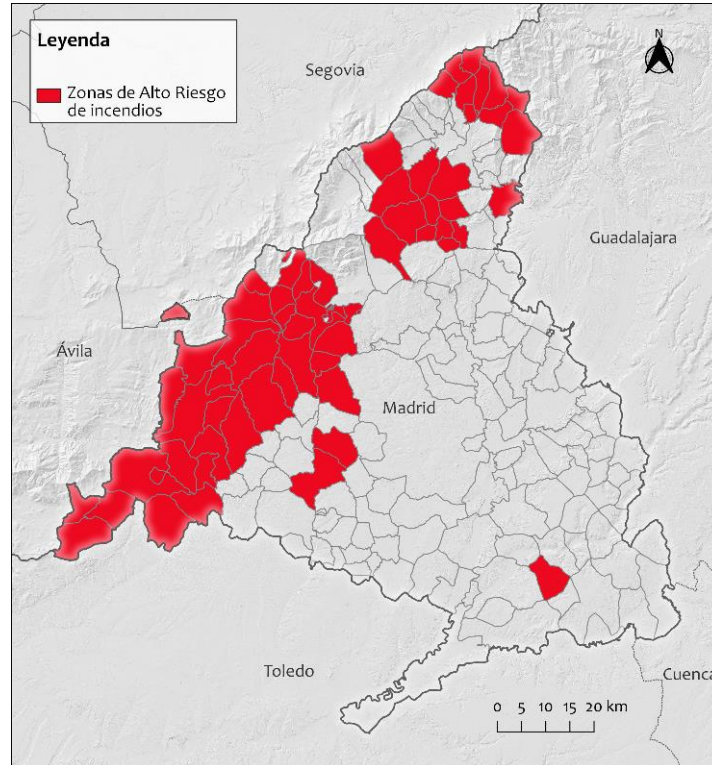 Leyenda
Zonas de Alto Riesgo
de incendios
N
Segovia
Guadalajara
Ávila
Madrid
Toledo
Cuenca
0 5 10 15 20 km